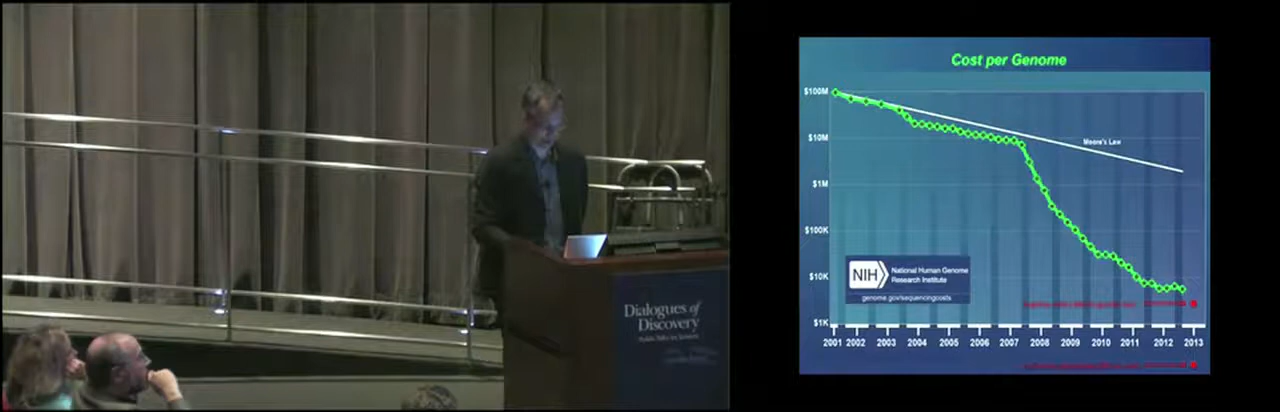 Dialogues of
Discovery
Cost per Genome
$100M
$10M
$1M
$100K
$10K
$1K
Moore's Law
NIH
National Human Genome
Research Institute
genome.gov/sequencingcosts
2001 2002 2003 2004 2005 2006 2007 2008 2009 2010 2011 2012 2013